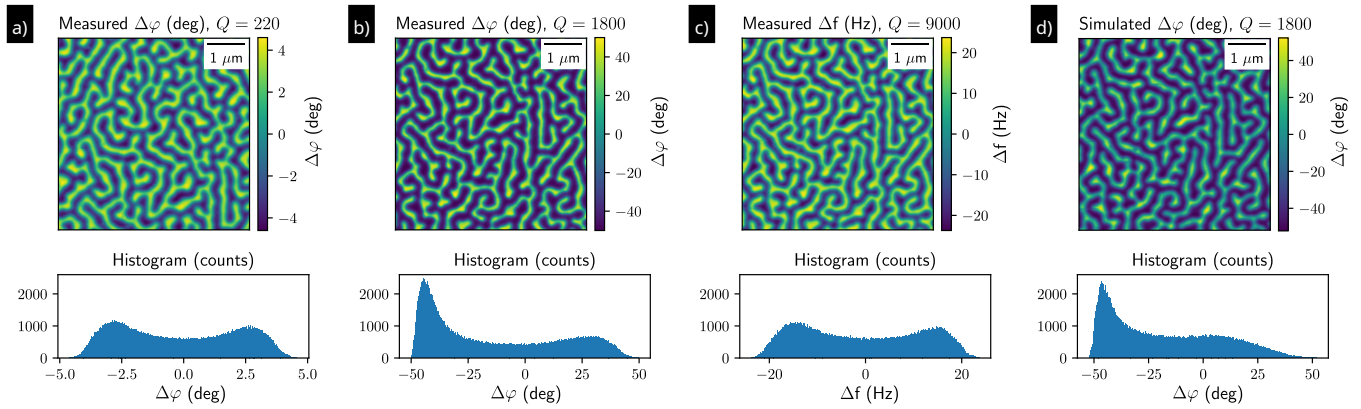 a)
Measured Δφ (deg), Q = 220
1 μm
4
2
0
−2
−4
Δφ (deg)
Histogram (counts)
2000
1000
0
−5.0 −2.5 0.0 2.5 5.0
Δφ (deg)
b)
Measured Δφ (deg), Q = 1800
1 μm
40
20
0
−20
−40
Δφ (deg)
Histogram (counts)
2000
1000
0
−50 −25 0 25 50
Δφ (deg)
c)
Measured Δf (Hz), Q = 9000
1 μm
20
10
0
−10
−20
Δf (Hz)
Histogram (counts)
2000
1000
0
−20 0 20
Δf (Hz)
d)
Simulated Δφ (deg), Q = 1800
1 μm
40
20
0
−20
−40
Δφ (deg)
Histogram (counts)
2000
1000
0
−50 −25 0 25 50
Δφ (deg)